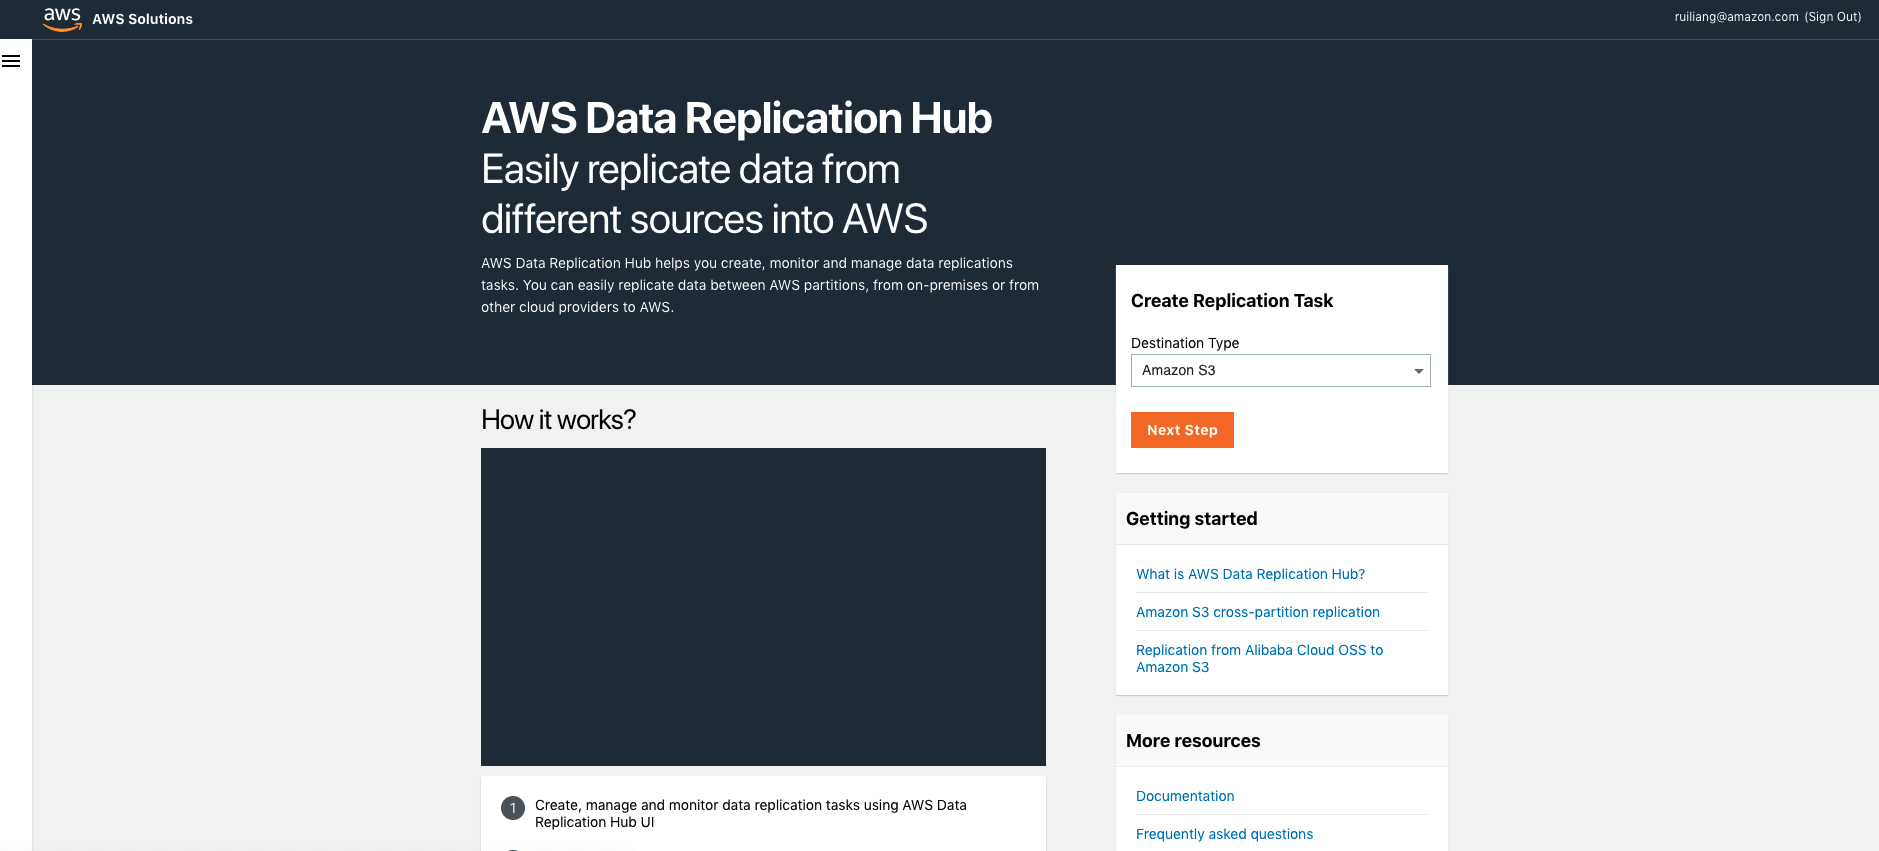 aws AWS Solutions
ruiliang@amazon.com (Sign Out)
AWS Data Replication Hub
Easily replicate data from
different sources into AWS
AWS Data Replication Hub helps you create, monitor and manage data replications
tasks. You can easily replicate data between AWS partitions, from on-premises or from
other cloud providers to AWS.
Create Replication Task
Destination Type
Amazon S3
Next Step
How it works?
1 Create, manage and monitor data replication tasks using AWS Data
Replication Hub UI
Getting started
What is AWS Data Replication Hub?
Amazon S3 cross-partition replication
Replication from Alibaba Cloud OSS to
Amazon S3
More resources
Documentation
Frequently asked questions